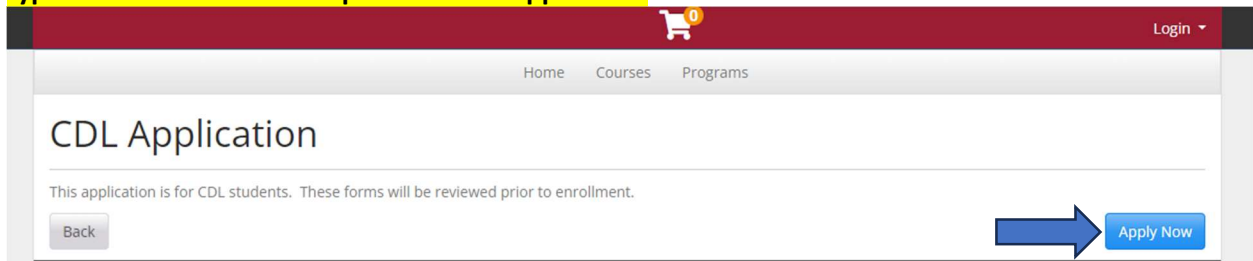 0
Login
Home Courses Programs
CDL Application
This application is for CDL students. These forms will be reviewed prior to enrollment.
Back Apply Now